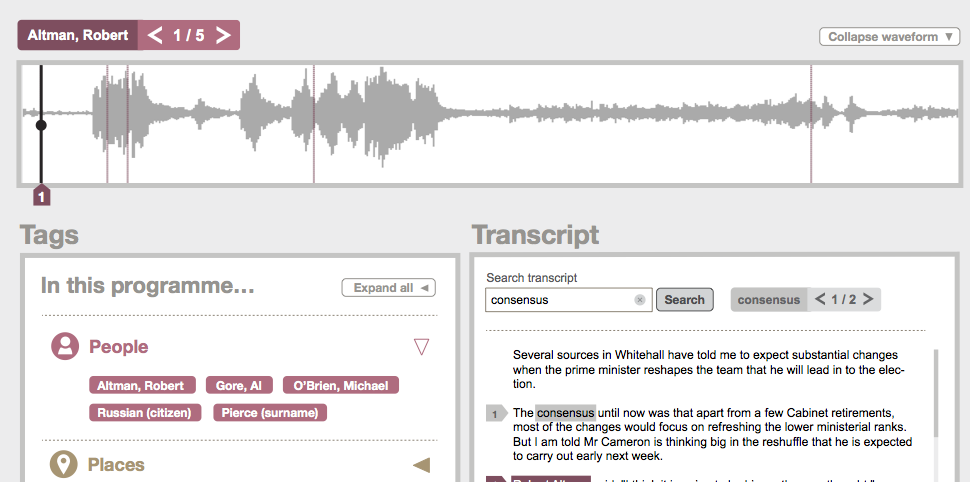 Altman, Robert < 1 / 5 >
Collapse waveform ▼
1
Tags
Transcript
In this programme...
Expand all ◄
Search transcript
consensus
Search
consensus < 1 / 2 >
People
Altman, Robert
Gore, Al
O'Brien, Michael
Russian (citizen)
Pierce (surname)
Places
Several sources in Whitehall have told me to expect substantial changes
when the prime minister reshapes the team that he will lead in to the elec-
tion.
1
The consensus until now was that apart from a few Cabinet retirements,
most of the changes would focus on refreshing the lower ministerial ranks.
But I am told Mr Cameron is thinking big in the reshuffle that he is expected
to carry out early next week.